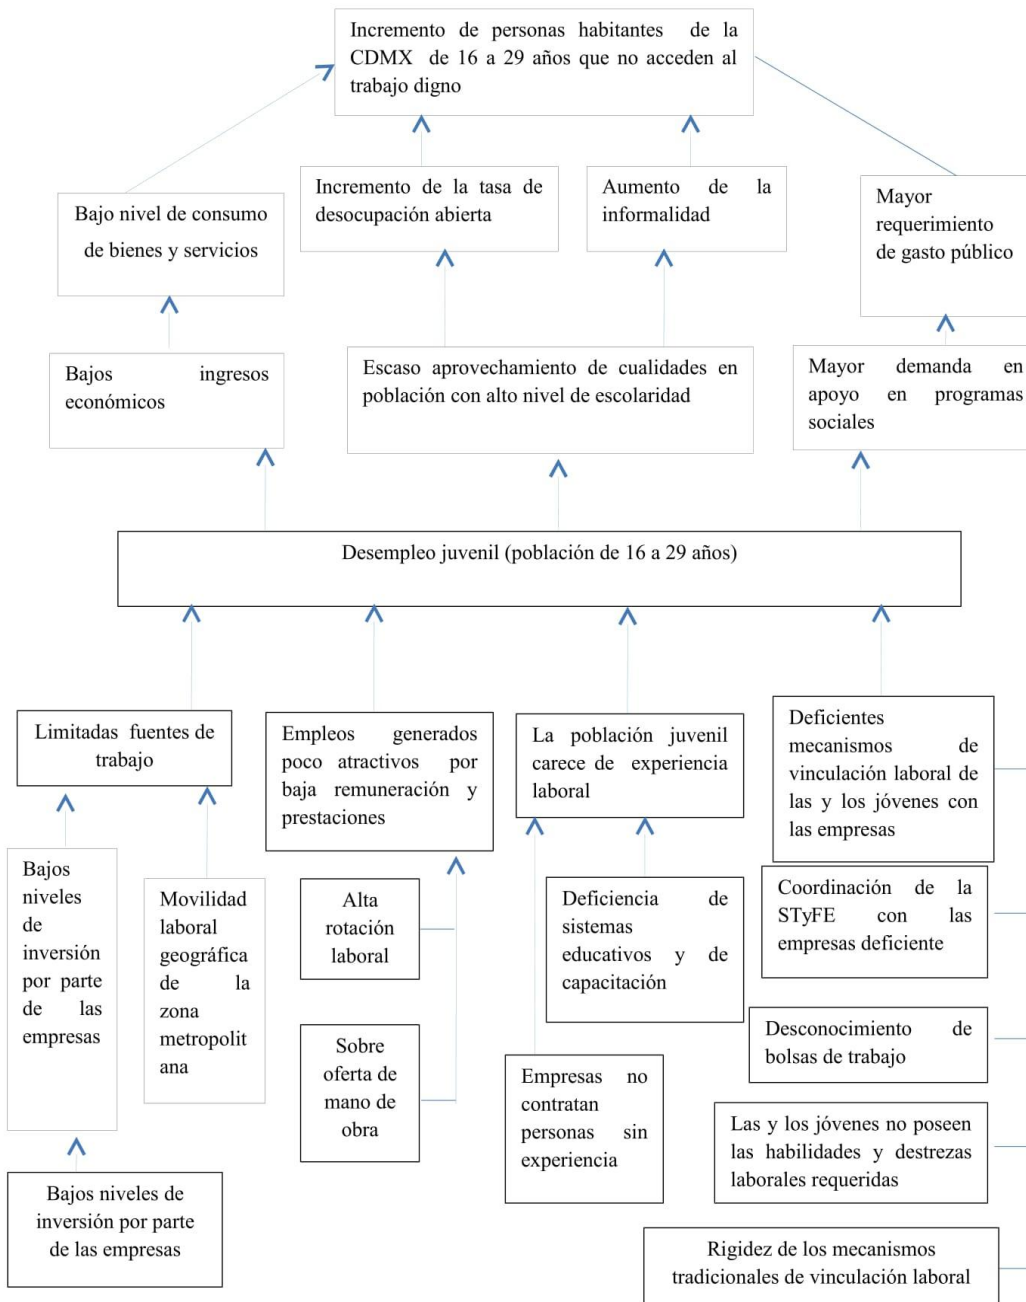 Incremento de personas habitantes de la
CDMX de 16 a 29 años que no acceden al
trabajo digno
Bajo nivel de consumo
de bienes y servicios
Incremento de la tasa de
desocupación abierta
Aumento de la
informalidad
Mayor
requerimiento
de gasto público
Bajos ingresos
económicos
Escaso aprovechamiento de cualidades en
población con alto nivel de escolaridad
Mayor demanda en
apoyo en programas
sociales
Desempleo juvenil (población de 16 a 29 años)
Limitadas fuentes de
trabajo
Empleos generados
poco atractivos por
baja remuneración y
prestaciones
La población juvenil
carece de experiencia
laboral
Deficientes
mecanismos de
vinculación laboral de
las y los jóvenes con
las empresas
Bajos
niveles
de
inversión
por parte
de las
empresas
Movilidad
laboral
geográfica
de la
zona
metropolit
ana
Alta
rotación
laboral
Deficiencia de
sistemas
educativos y de
capacitación
Coordinación de la
STyFE con las
empresas deficiente
Sobre
oferta de
mano de
obra
Empresas no
contratan
personas sin
experiencia
Desconocimiento de
bolsas de trabajo
Las y los jóvenes no poseen
las habilidades y destrezas
laborales requeridas
Bajos niveles de
inversión por parte
de las empresas
Rigidez de los mecanismos
tradicionales de vinculación laboral